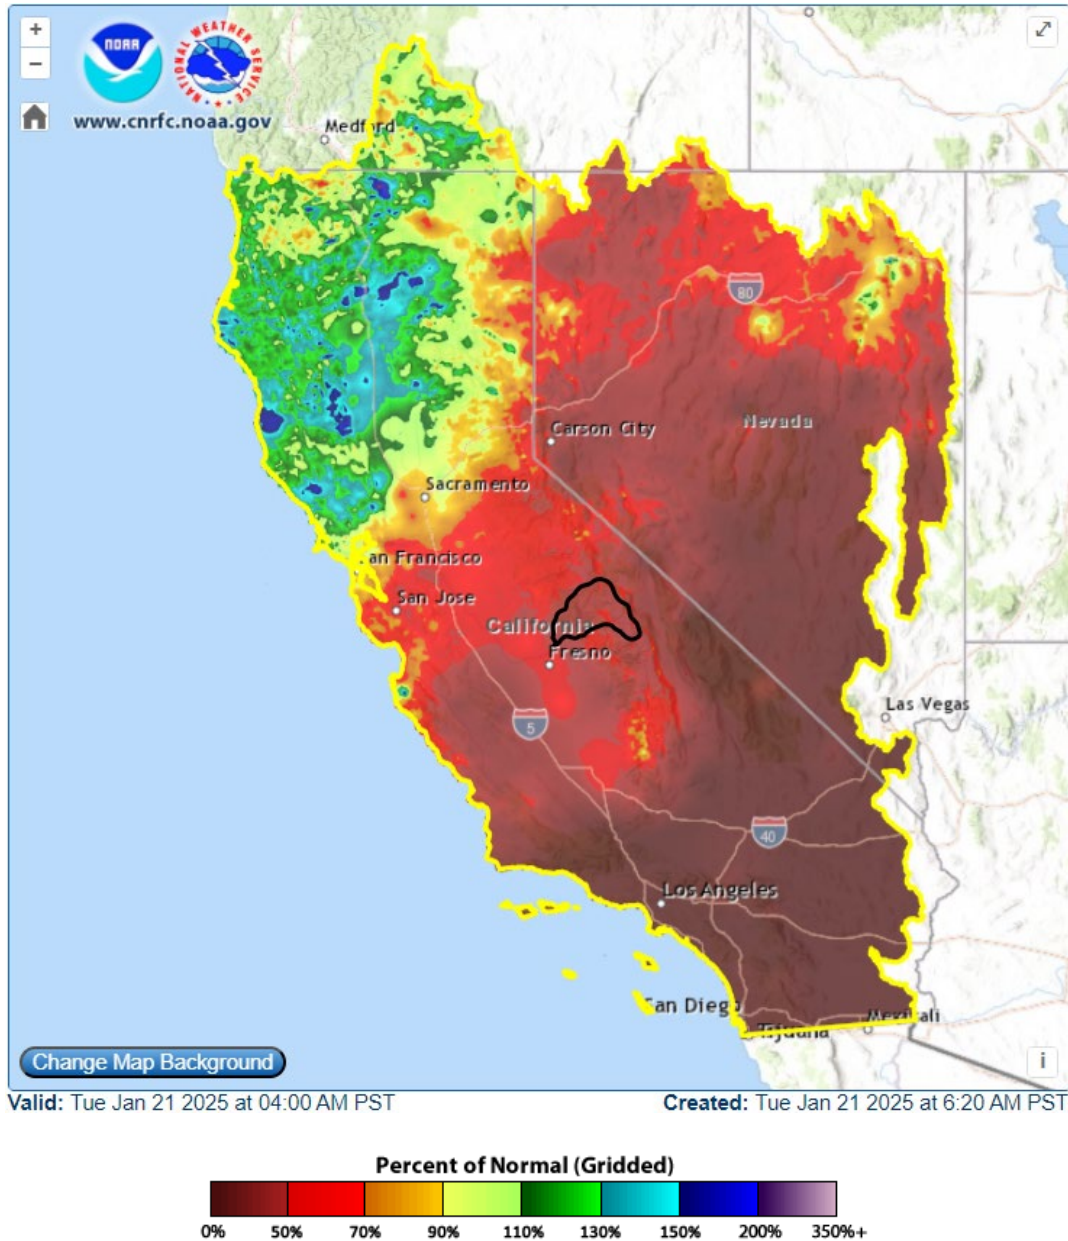 +
−
NOAA
NATIONAL WEATHER SERVICE
www.cnrfc.noaa.gov
Medford
80
Carson City
Nevada
Sacramento
an Francisco
San Jose
California
Fresno
Las Vegas
5
40
Los Angeles
San Diego
Mexicali
Tijuana
Change Map Background
i
Valid: Tue Jan 21 2025 at 04:00 AM PST
Created: Tue Jan 21 2025 at 6:20 AM PST
Percent of Normal (Gridded)
0% 50% 70% 90% 110% 130% 150% 200% 350%+